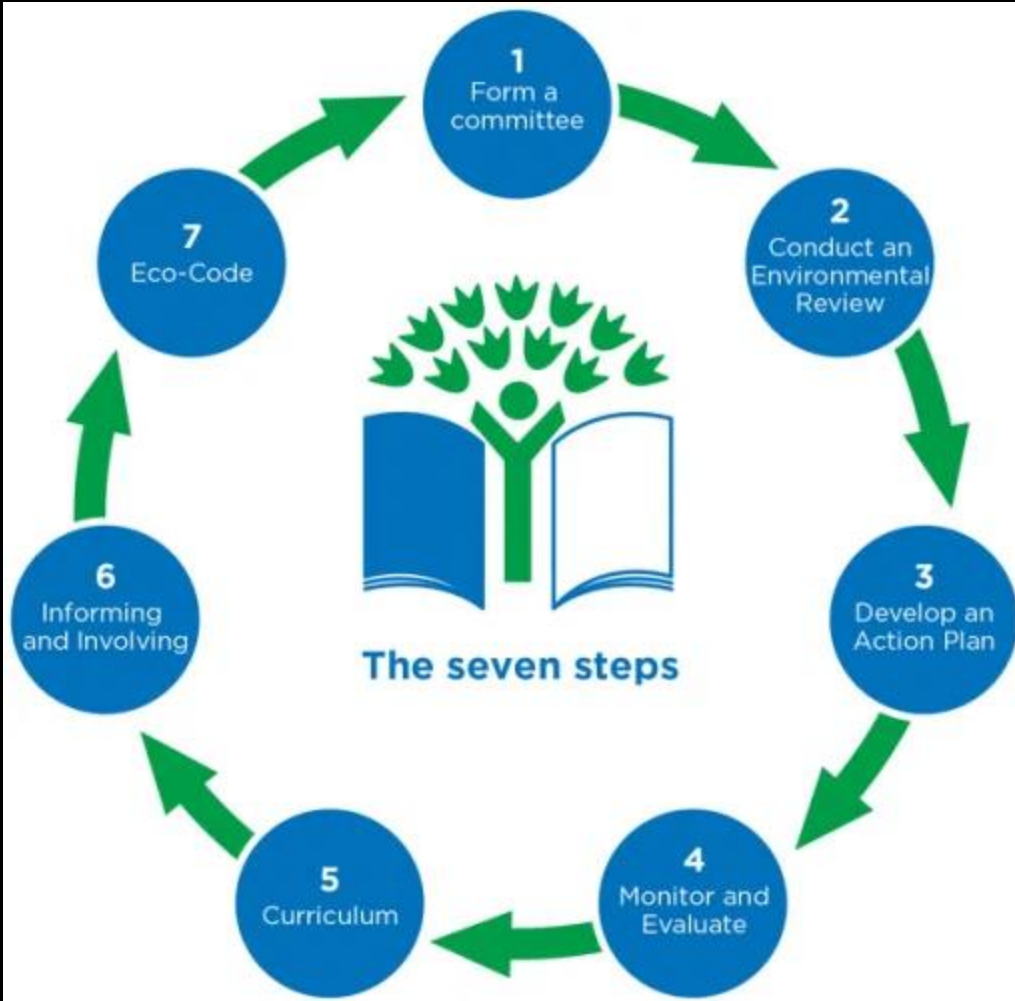 1
Form a
committee
2
Conduct an
Environmental
Review
3
Develop an
Action Plan
4
Monitor and
Evaluate
5
Curriculum
6
Informing
and Involving
7
Eco-Code
The seven steps